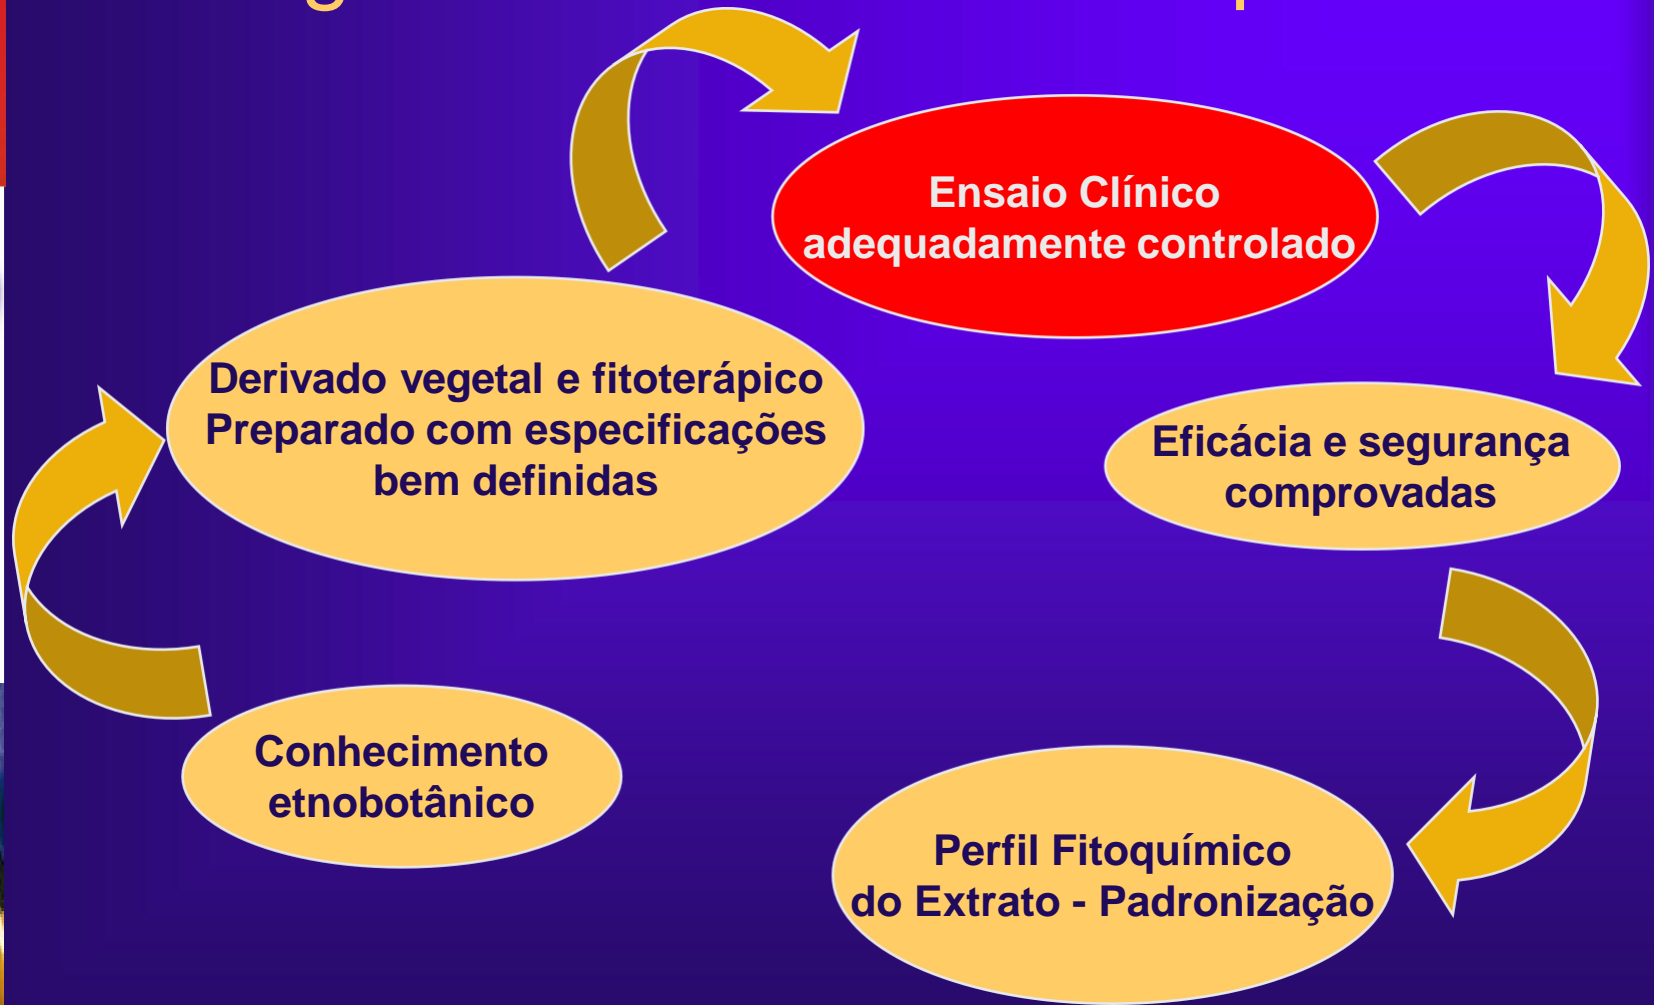 Ensaio Clínico
adequadamente controlado
Derivado vegetal e fitoterápico
Preparado com especificações
bem definidas
Eficácia e segurança
comprovadas
Conhecimento
etnobotânico
Perfil Fitoquímico
do Extrato - Padronização